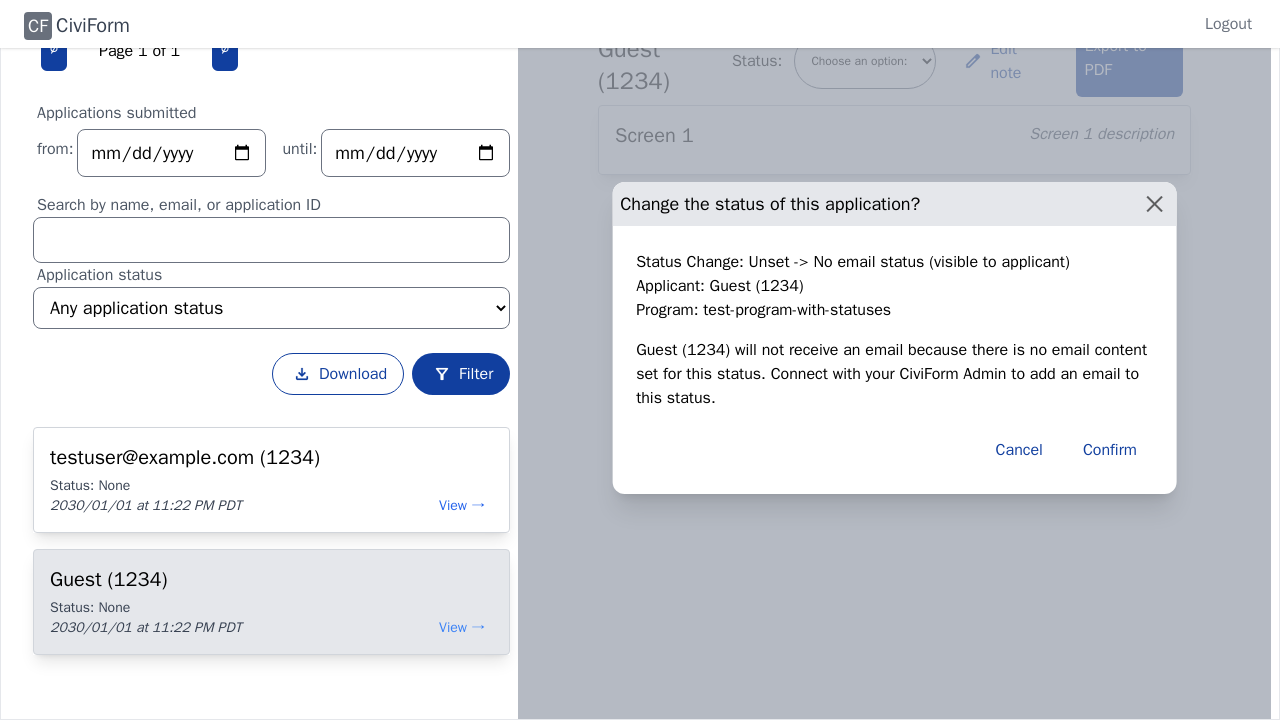 CF CiviForm
Logout
Page 1 of 1
Applications submitted
from: mm/dd/yyyy until: mm/dd/yyyy
Search by name, email, or application ID
Application status
Any application status
Download Filter
testuser@example.com (1234)
Status: None
2030/01/01 at 11:22 PM PDT View →
Guest (1234)
Status: None
2030/01/01 at 11:22 PM PDT View →
Guest
(1234)
Status: Choose an option:
Edit
note
Export to
PDF
Screen 1 Screen 1 description
Change the status of this application?
Status Change: Unset -> No email status (visible to applicant)
Applicant: Guest (1234)
Program: test-program-with-statuses
Guest (1234) will not receive an email because there is no email content
set for this status. Connect with your CiviForm Admin to add an email to
this status.
Cancel Confirm